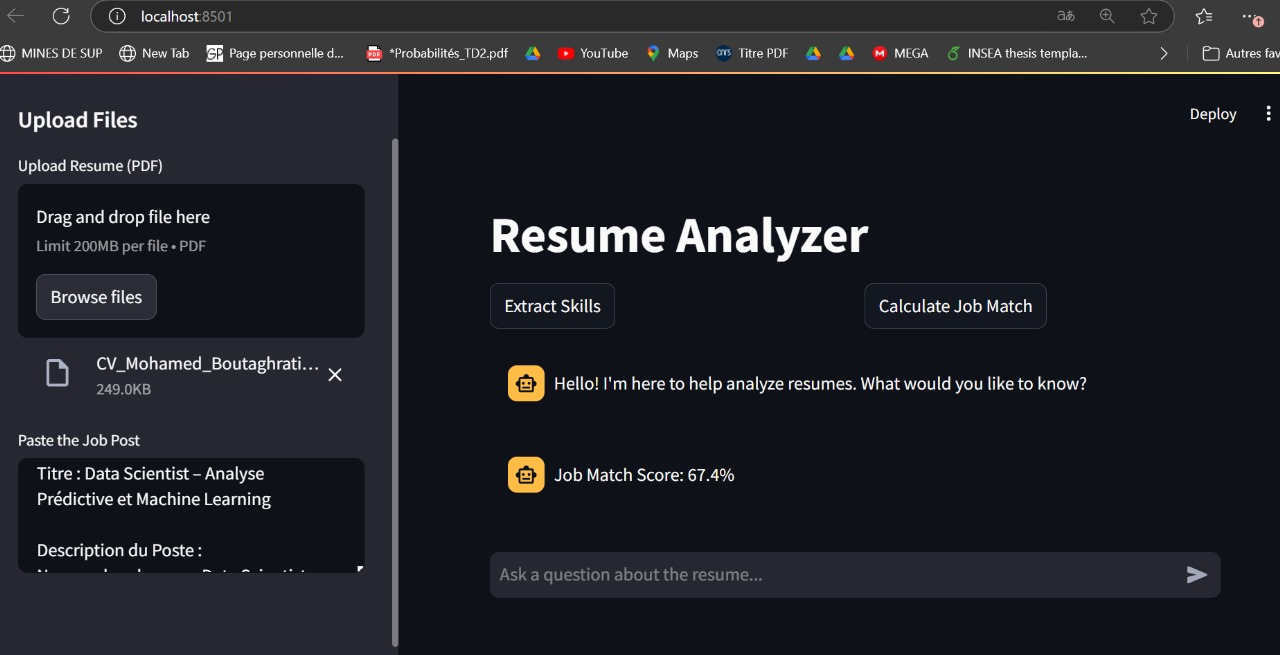 localhost:8501
MINES DE SUP
New Tab
Page personnelle d...
*Probabilités_TD2.pdf
YouTube
Maps
Titre PDF
MEGA
INSEA thesis templa...
Autres fav
Upload Files
Upload Resume (PDF)
Drag and drop file here
Limit 200MB per file • PDF
Browse files
CV_Mohamed_Boutaghrati...
249.0KB
Paste the Job Post
Titre : Data Scientist – Analyse
Prédictive et Machine Learning
Description du Poste :
Deploy
Resume Analyzer
Extract Skills
Calculate Job Match
Hello! I'm here to help analyze resumes. What would you like to know?
Job Match Score: 67.4%
Ask a question about the resume...